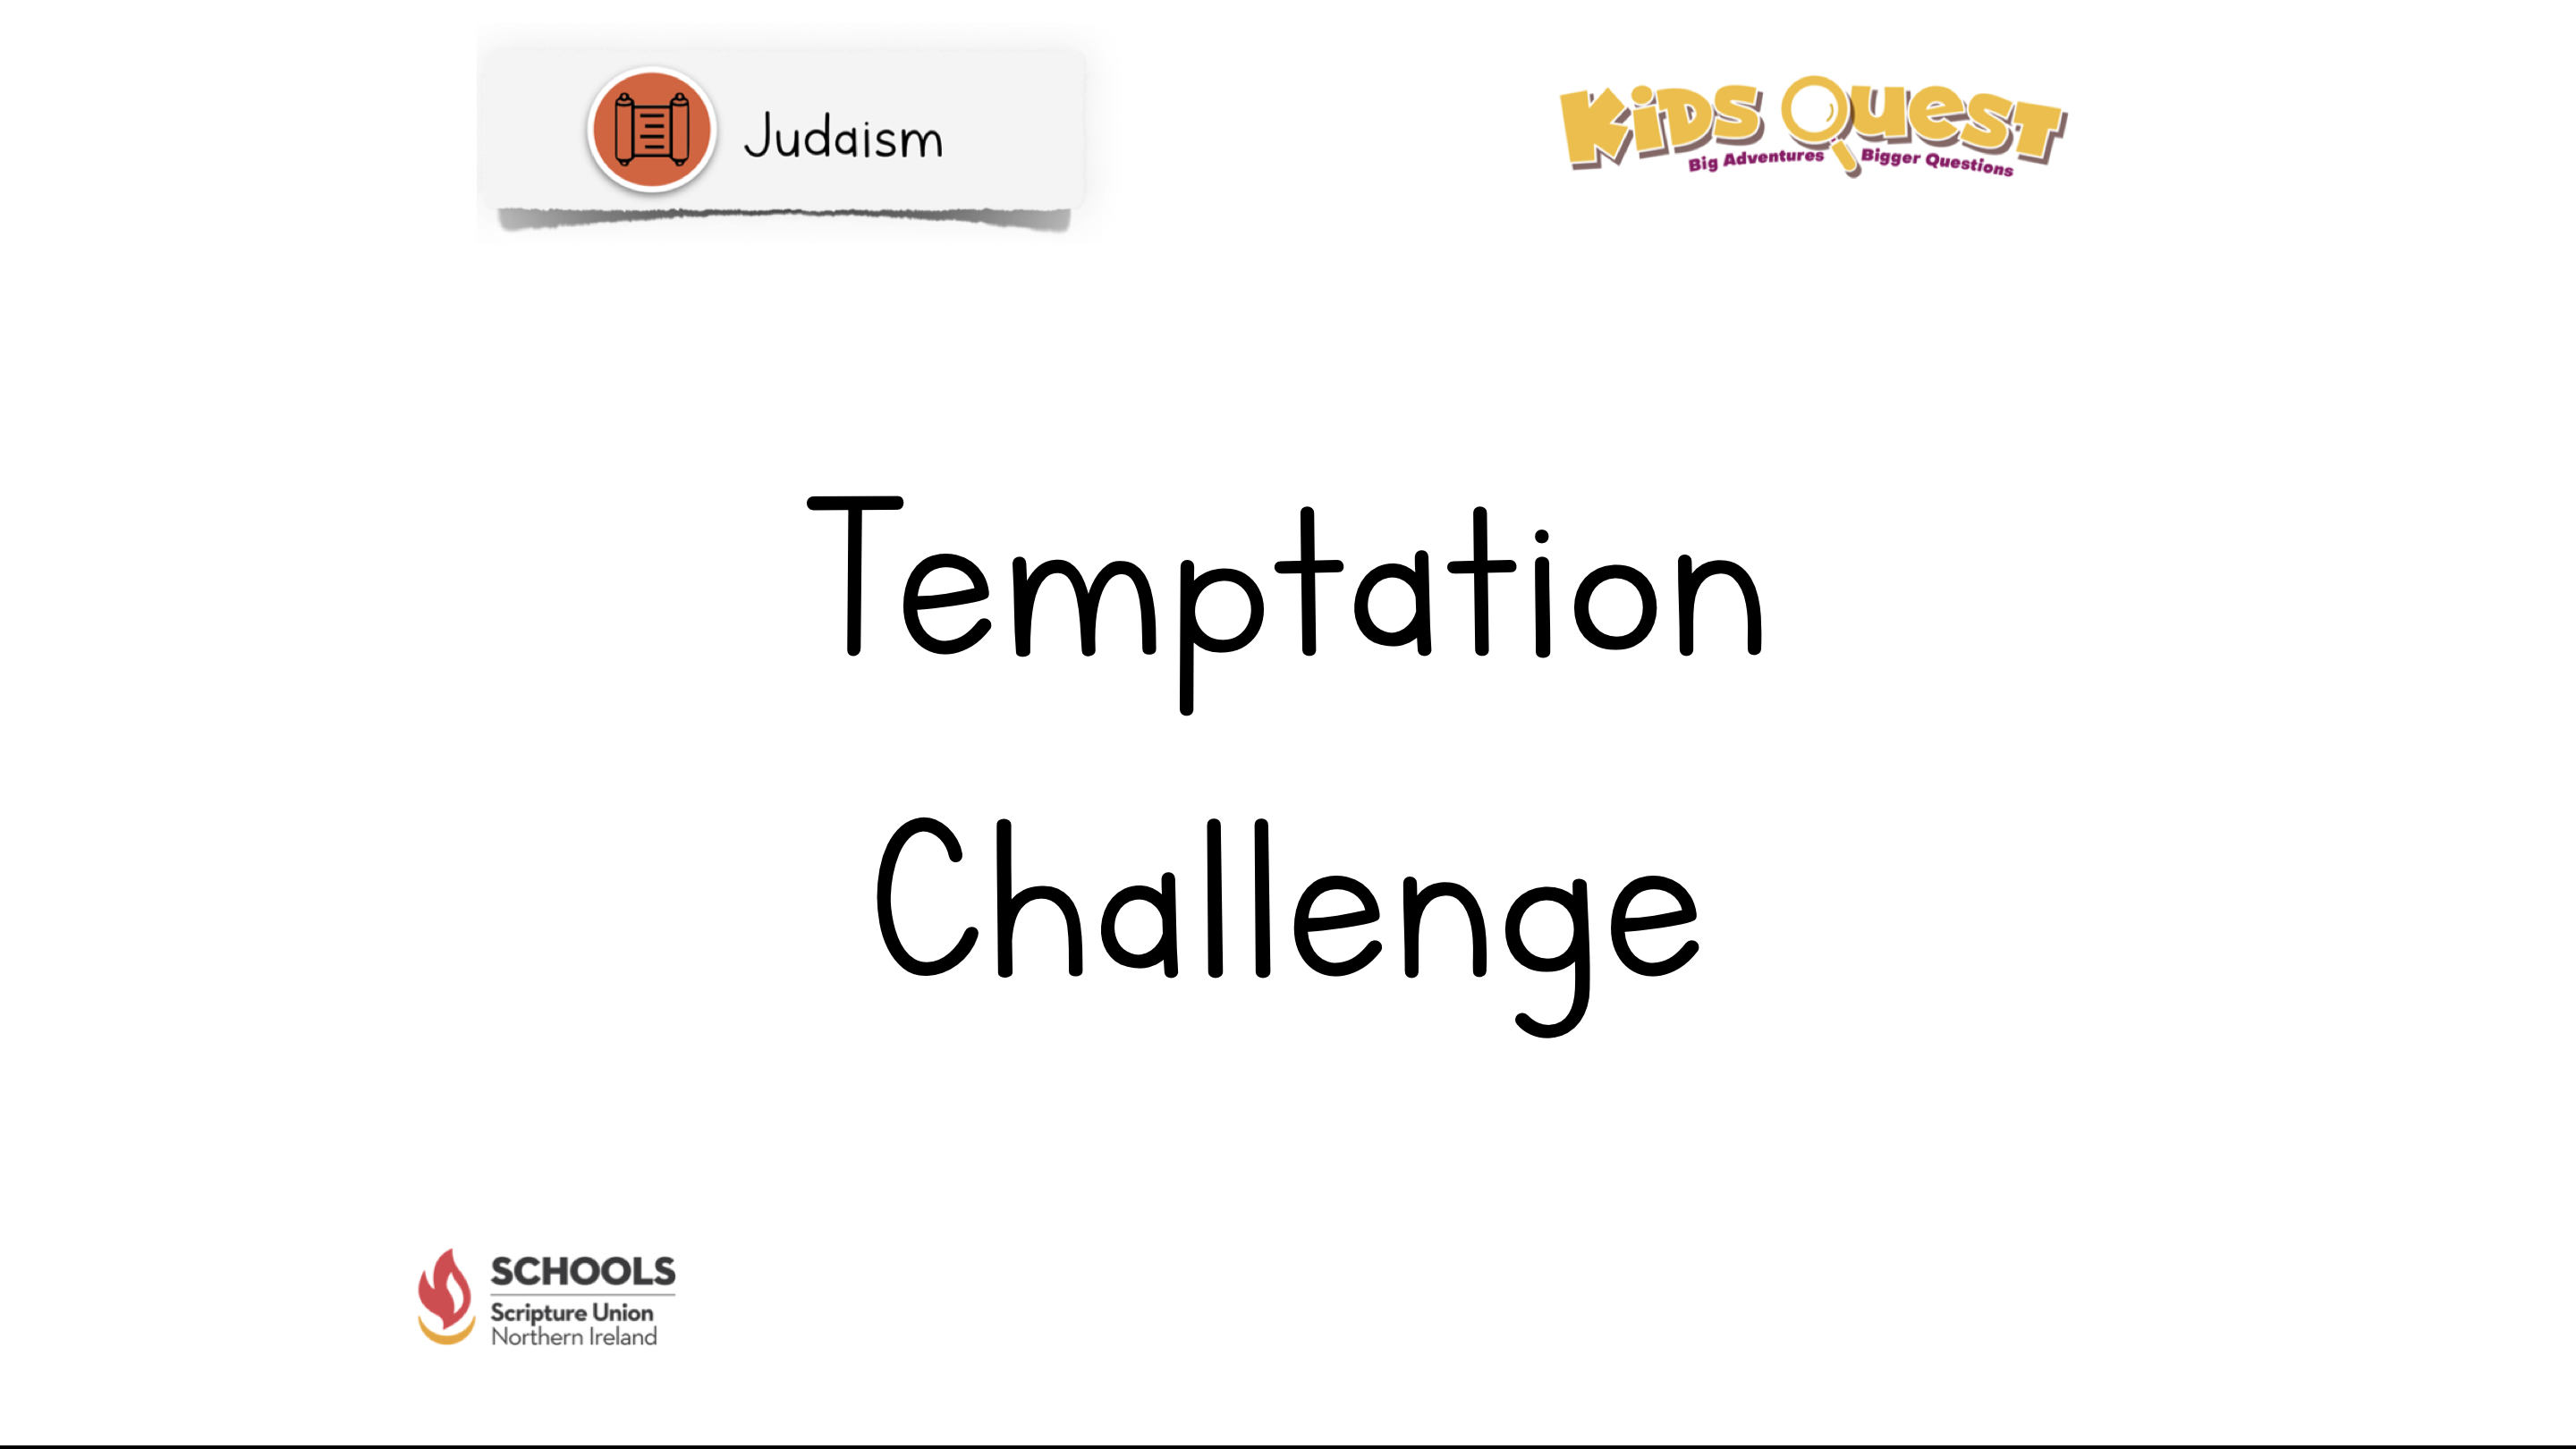 Judaism
KiDS QUEST
Big Adventures Bigger Questions
Temptation
Challenge
SCHOOLS
Scripture Union
Northern Ireland